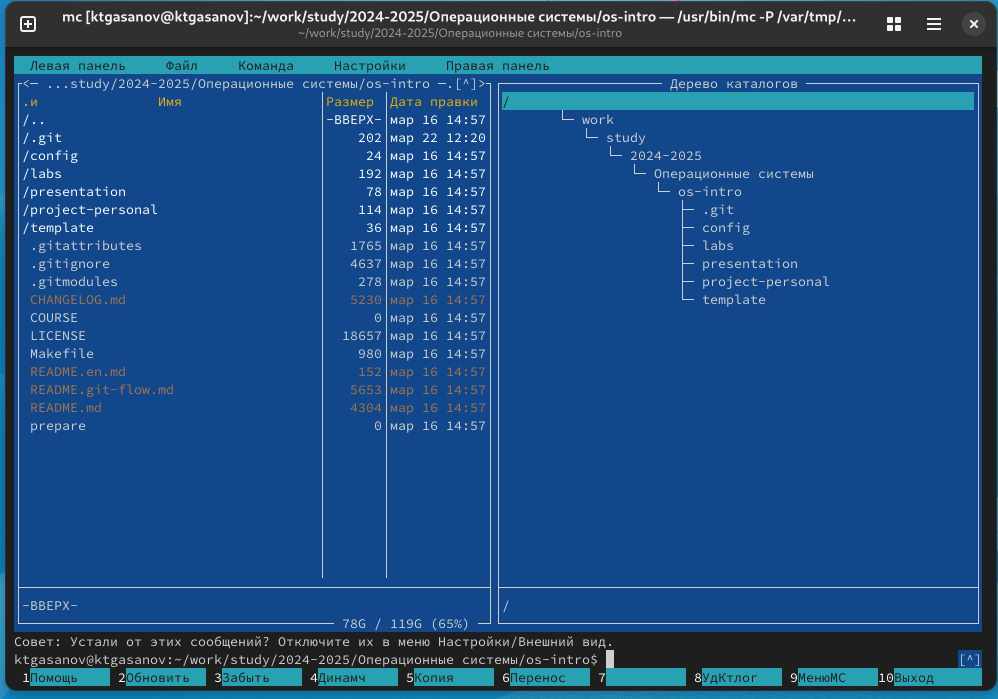 mc [ktgasanov@ktgasanov]:~/work/study/2024-2025/Операционные системы/os-intro — /usr/bin/mc -P /var/tmp/...
~/work/study/2024-2025/Операционные системы/os-intro
Левая панель Файл Команда Настройки Правая панель
<— ...study/2024-2025/Операционные системы/os-intro —.[^]>
.и Имя Размер Дата правки
/.. -ВВЕРХ- мар 16 14:57
/.git 202 мар 22 12:20
/config 24 мар 16 14:57
/labs 192 мар 16 14:57
/presentation 78 мар 16 14:57
/project-personal 114 мар 16 14:57
/template 36 мар 16 14:57
.gitattributes 1765 мар 16 14:57
.gitignore 4637 мар 16 14:57
.gitmodules 278 мар 16 14:57
CHANGELOG.md 5230 мар 16 14:57
COURSE 0 мар 16 14:57
LICENSE 18657 мар 16 14:57
Makefile 980 мар 16 14:57
README.en.md 152 мар 16 14:57
README.git-flow.md 5653 мар 16 14:57
README.md 4304 мар 16 14:57
prepare 0 мар 16 14:57
-ВВЕРХ-
78G / 119G (65%)
Дерево каталогов
/
work
study
2024-2025
Операционные системы
os-intro
.git
config
labs
presentation
project-personal
template
/
Совет: Устали от этих сообщений? Отключите их в меню Настройки/Внешний вид.
ktgasanov@ktgasanov:~/work/study/2024-2025/Операционные системы/os-intro$ [^]
1Помощь 2Обновить 3Забыть 4Динамч 5Копия 6Перенос 7 8УдКтлог 9МенюMC 10Выход